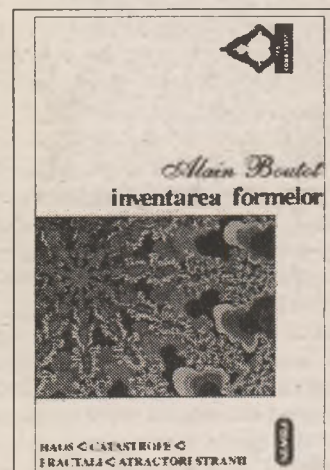 Alain Boutot
inventarea formelor
HAOS < CATASTROFE <
FRACTALI < ATRACTORI STRANII